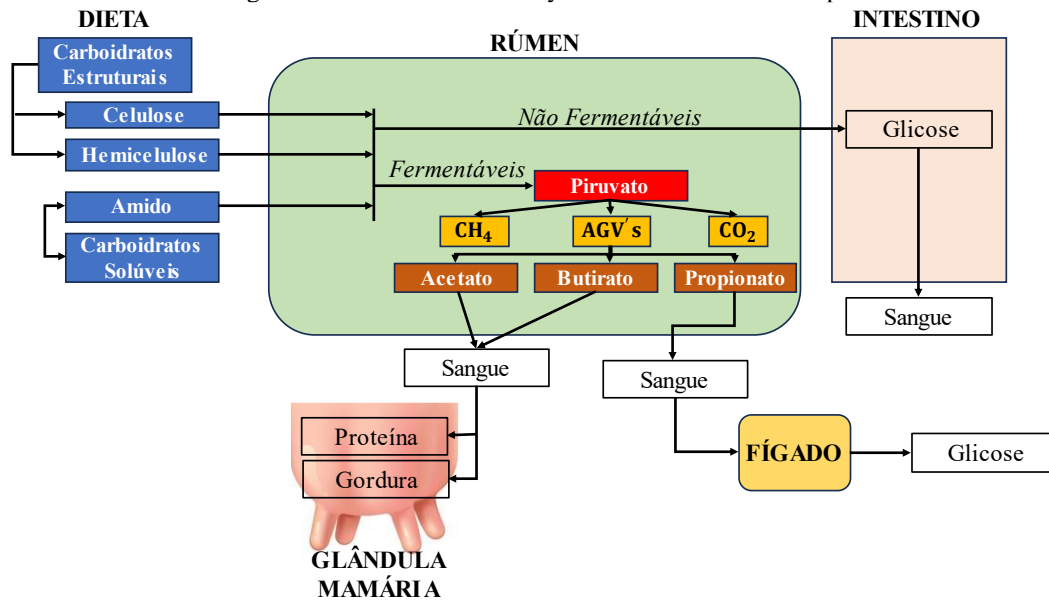 DIETA
INTESTINO
RÚMEN
Carboidratos
Estruturais
Celulose
Hemicelulose
Amido
Carboidratos
Solúveis
Não Fermentáveis
Fermentáveis
Piruvato
CH₄
AGV′s
CO₂
Acetato
Butirato
Propionato
Glicose
Sangue
Sangue
Sangue
Proteína
Gordura
FÍGADO
Glicose
GLÂNDULA
MAMÁRIA